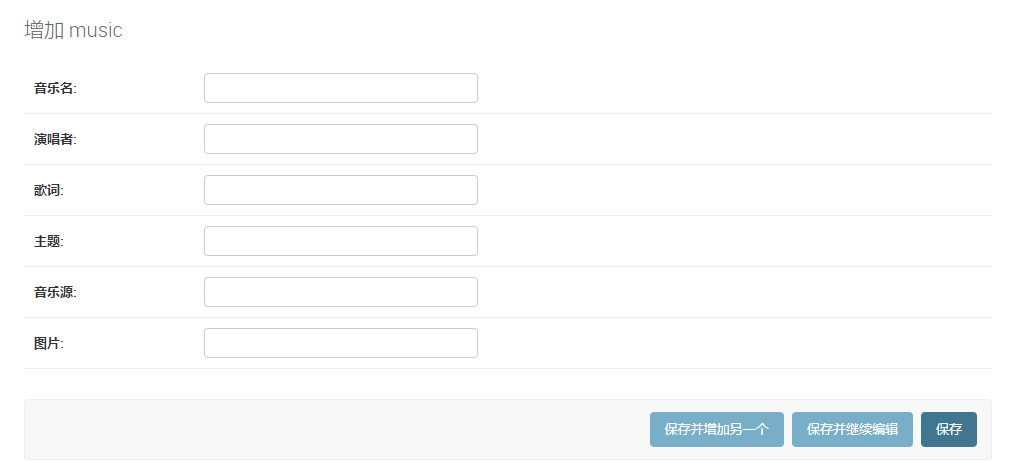 增加 music
音乐名:
演唱者:
歌词:
主题:
音乐源:
图片:
保存并增加另一个 保存并继续编辑 保存